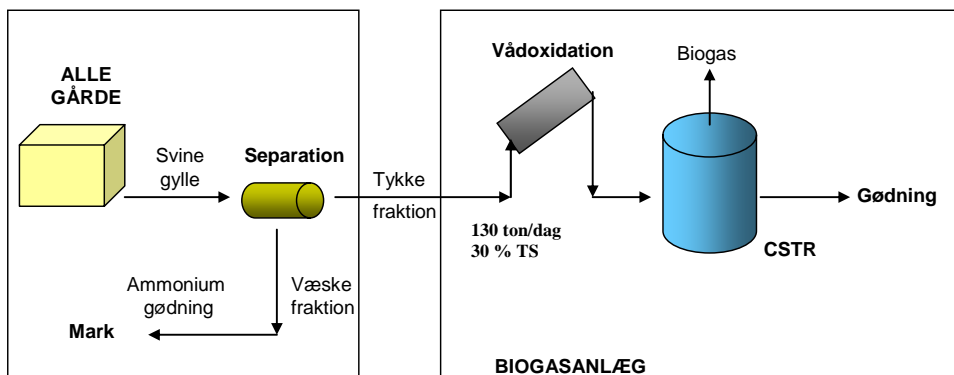 ALLE
GÅRDE
Svine
gylle
Separation
Tykke
fraktion
Væske
fraktion
Ammonium
gødning
Mark
Vådoxidation
130 ton/dag
30 % TS
Biogas
CSTR
Gødning
BIOGASANLÆG